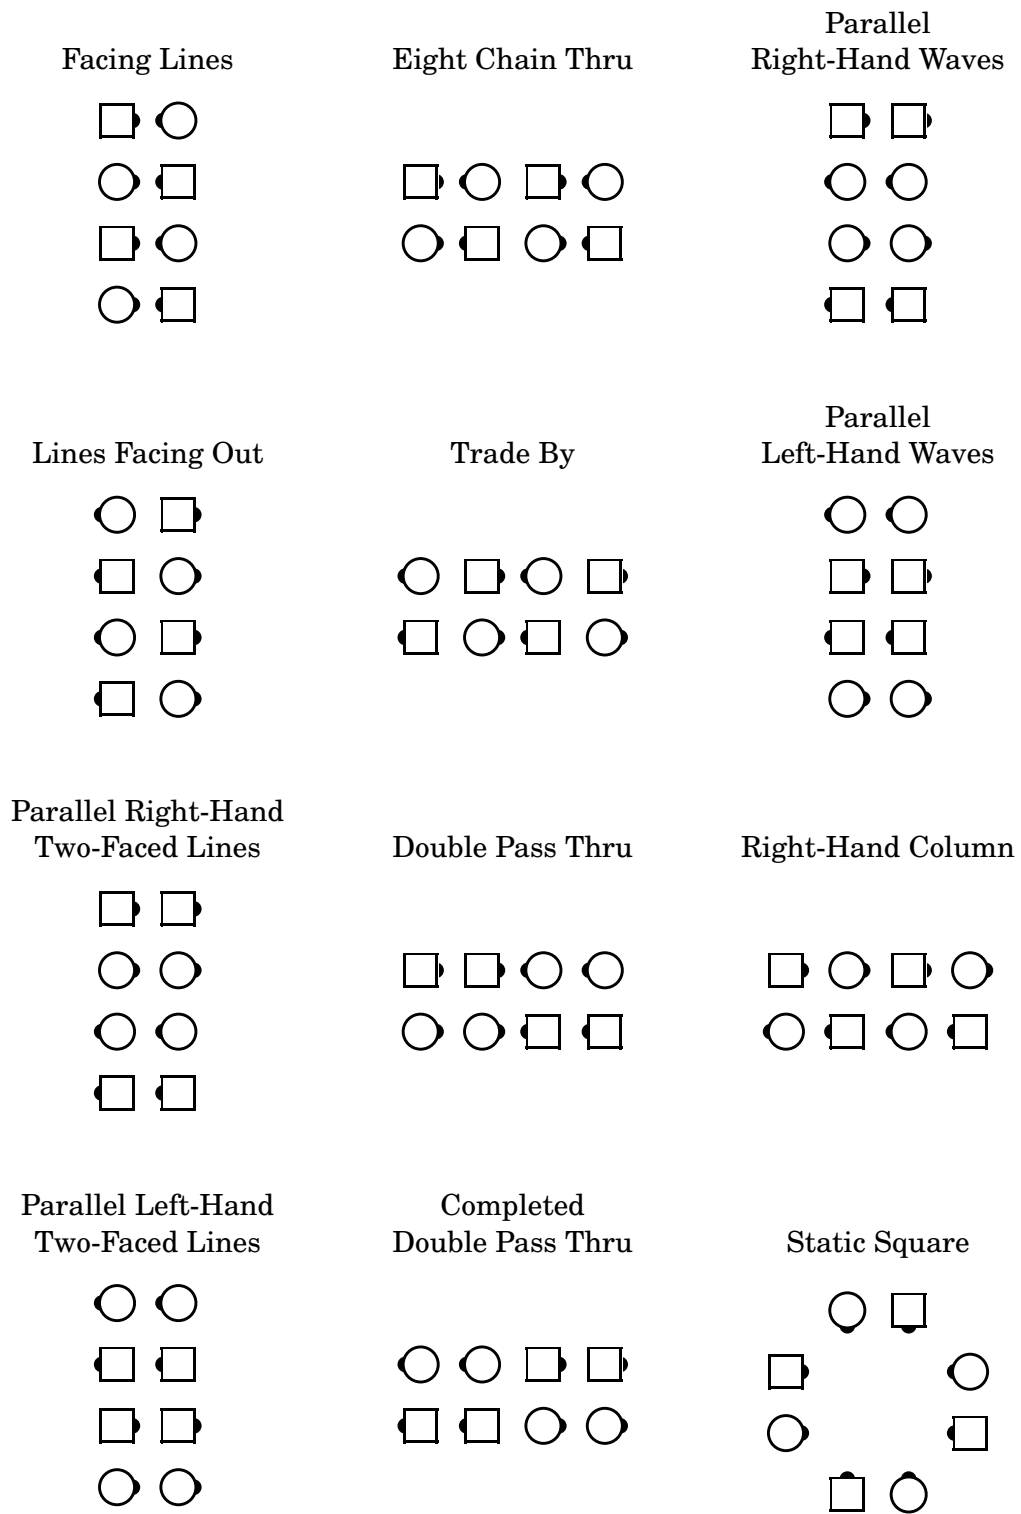 Facing Lines
Eight Chain Thru
Parallel
Right-Hand Waves
Lines Facing Out
Trade By
Parallel
Left-Hand Waves
Parallel Right-Hand
Two-Faced Lines
Double Pass Thru
Right-Hand Column
Parallel Left-Hand
Two-Faced Lines
Completed
Double Pass Thru
Static Square